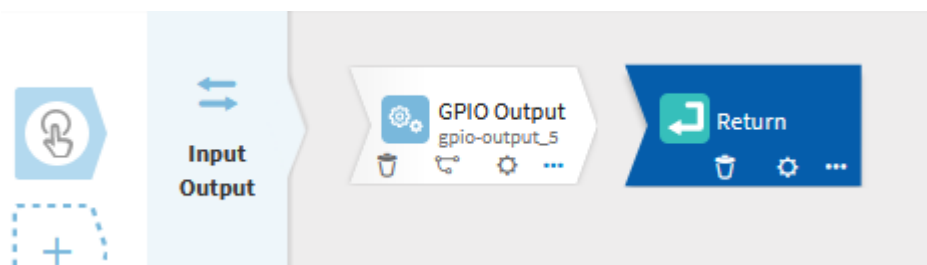 Input
Output
GPIO Output
gpio-output_5
Return